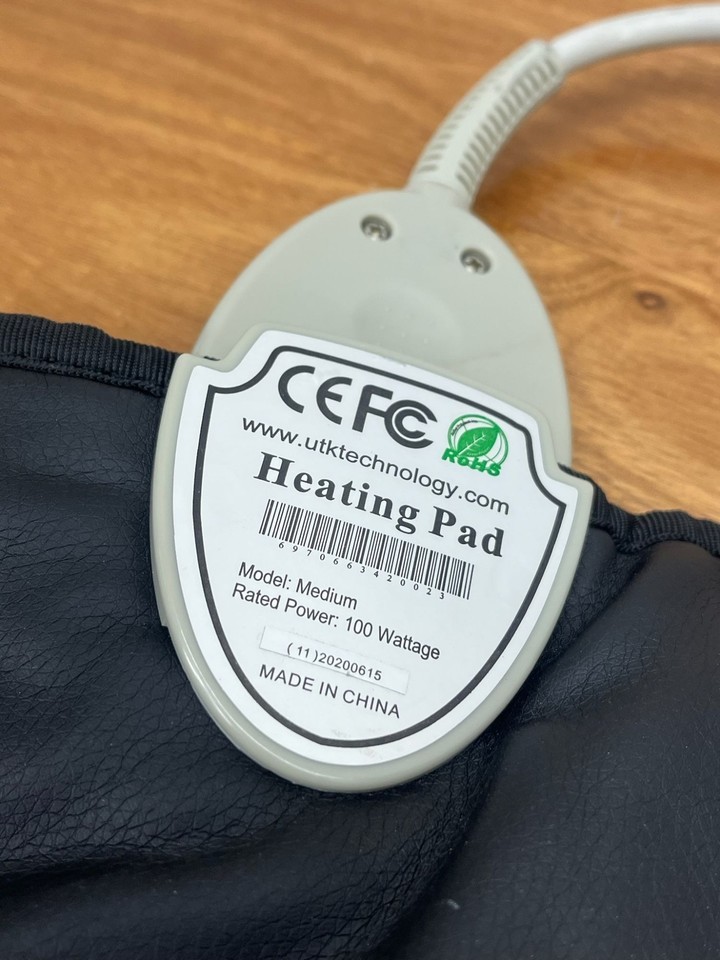 CE FC
RoHS
www.utktechnology.com
Heating Pad
6970663420023
Model: Medium
Rated Power: 100 Wattage
(11)20200615
MADE IN CHINA